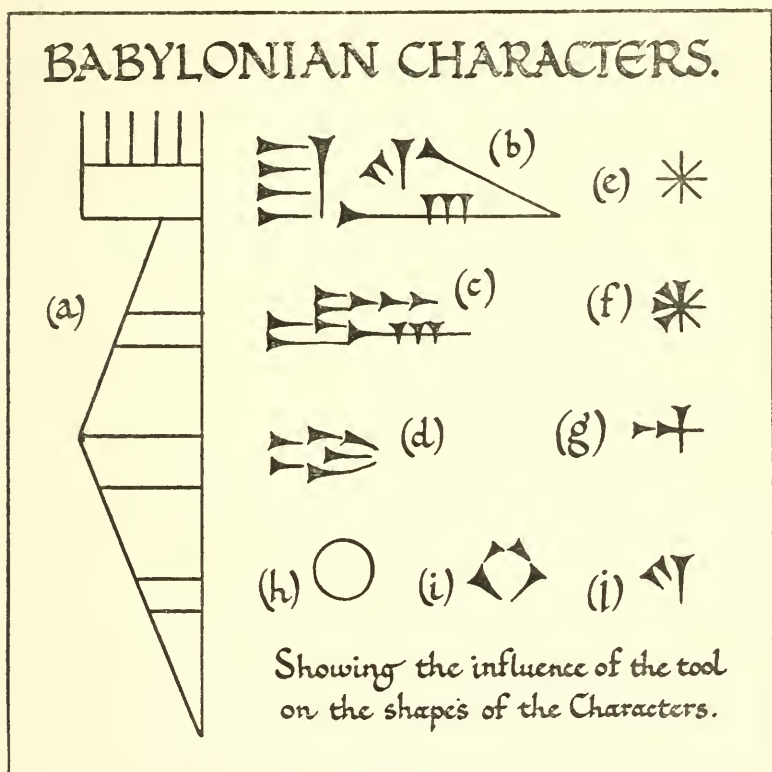 BABYLONIAN CHARACTERS.
(a)
(b)
(c)
(d)
(e)
(f)
(g)
(h)
(i)
(j)
Showing the influence of the tool
on the shapes of the Characters.